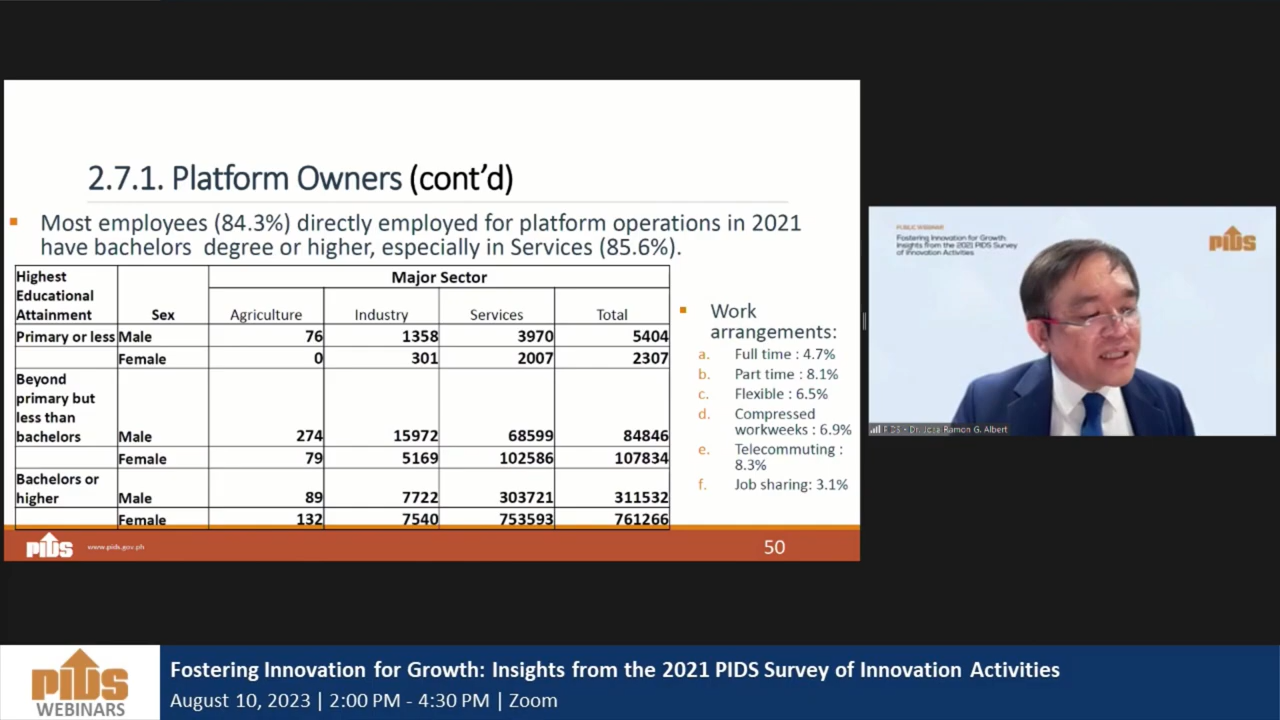 2.7.1. Platform Owners (cont’d)
▪ Most employees (84.3%) directly employed for platform operations in 2021
have bachelors degree or higher, especially in Services (85.6%).
Highest
Educational
Attainment Sex Major Sector
Agriculture Industry Services Total
Primary or less Male 76 1358 3970 5404
Female 0 301 2007 2307
Beyond
primary but
less than
bachelors Male 274 15972 68599 84846
Female 79 5169 102586 107834
Bachelors or
higher Male 89 7722 303721 311532
Female 132 7540 753593 761266
▪ Work
arrangements:
a. Full time : 4.7%
b. Part time : 8.1%
c. Flexible : 6.5%
d. Compressed
workweeks : 6.9%
e. Telecommuting :
8.3%
f. Job sharing: 3.1%
PIDS www.pids.gov.ph 50
PUBLIC WEBINAR
Fostering Innovation for Growth:
Insights from the 2021 PIDS Survey
of Innovation Activities
PIDS
PIDS - Dr. Jose Ramon G. Albert
PIDS
WEBINARS
Fostering Innovation for Growth: Insights from the 2021 PIDS Survey of Innovation Activities
August 10, 2023 | 2:00 PM - 4:30 PM | Zoom